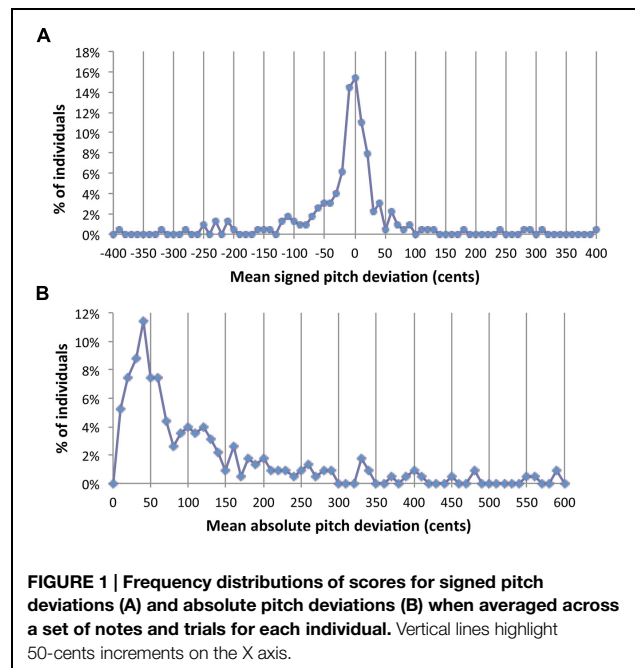 A
18%
16%
14%
12%
10%
8%
6%
4%
2%
0%
% of individuals
-400 -350 -300 -250 -200 -150 -100 -50 0 50 100 150 200 250 300 350 400
Mean signed pitch deviation (cents)
B
12%
10%
8%
6%
4%
2%
0%
% of individuals
0 50 100 150 200 250 300 350 400 450 500 550 600
Mean absolute pitch deviation (cents)
FIGURE 1 | Frequency distributions of scores for signed pitch
deviations (A) and absolute pitch deviations (B) when averaged across
a set of notes and trials for each individual. Vertical lines highlight
50-cents increments on the X axis.